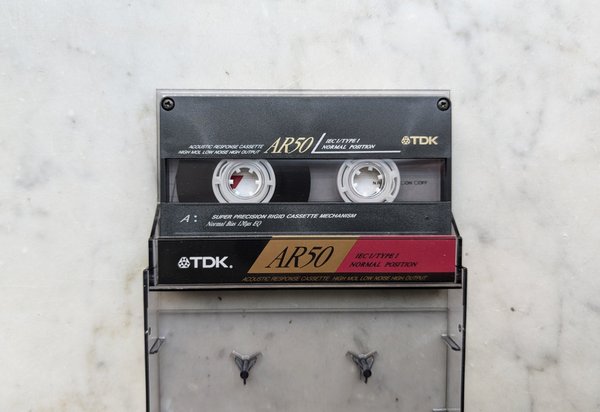 ACOUSTIC RESPONSE CASSETTE
HIGH MOL LOW NOISE HIGH OUTPUT
AR50
IEC I/TYPE I
NORMAL POSITION
TDK
COPY
A:
SUPER PRECISION RIGID CASSETTE MECHANISM
Normal Bias 120μs EQ
TDK.
AR50
IEC I/TYPE I
NORMAL POSITION
ACOUSTIC RESPONSE CASSETTE HIGH MOL LOW NOISE HIGH OUTPUT